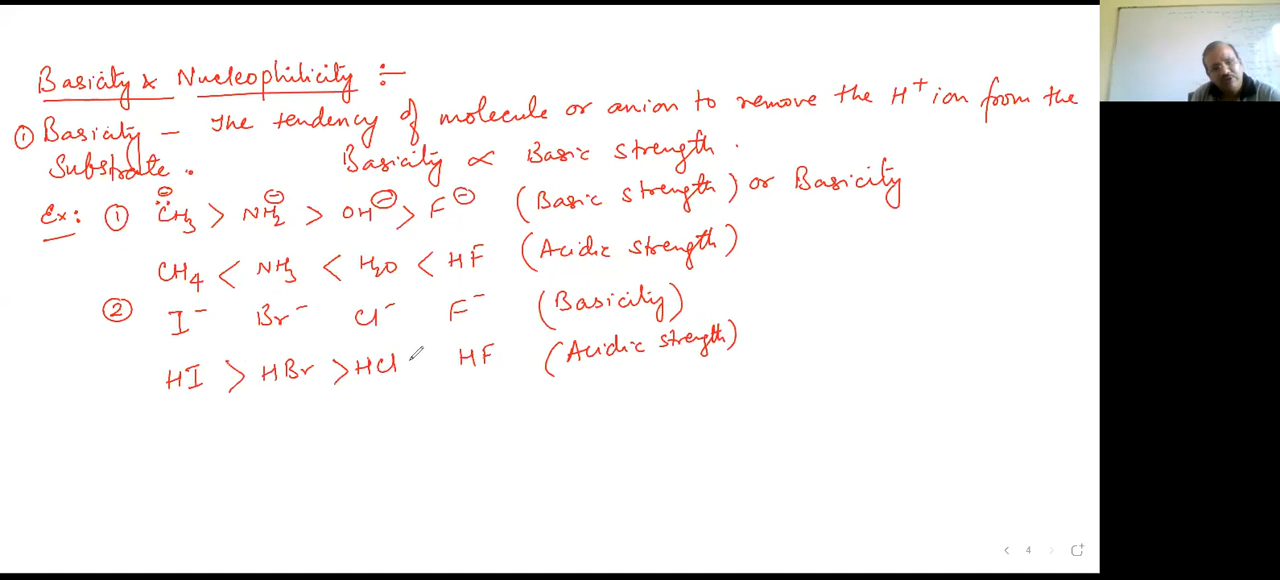 Basicity & Nucleophilicity :-
① Basicity - The tendency of molecule or anion to remove the H⁺ ion from the
Substrate. Basicity ∝ Basic strength.
Ex: ① C̈H₃⊖ > NH₂⊖ > OH⊖ > F⊖ (Basic strength) or Basicity
CH₄ < NH₃ < H₂O < HF (Acidic strength)
② I⁻ Br⁻ Cl⁻ F⁻ (Basicity)
HI > HBr > HCl HF (Acidic strength)
< 4 >